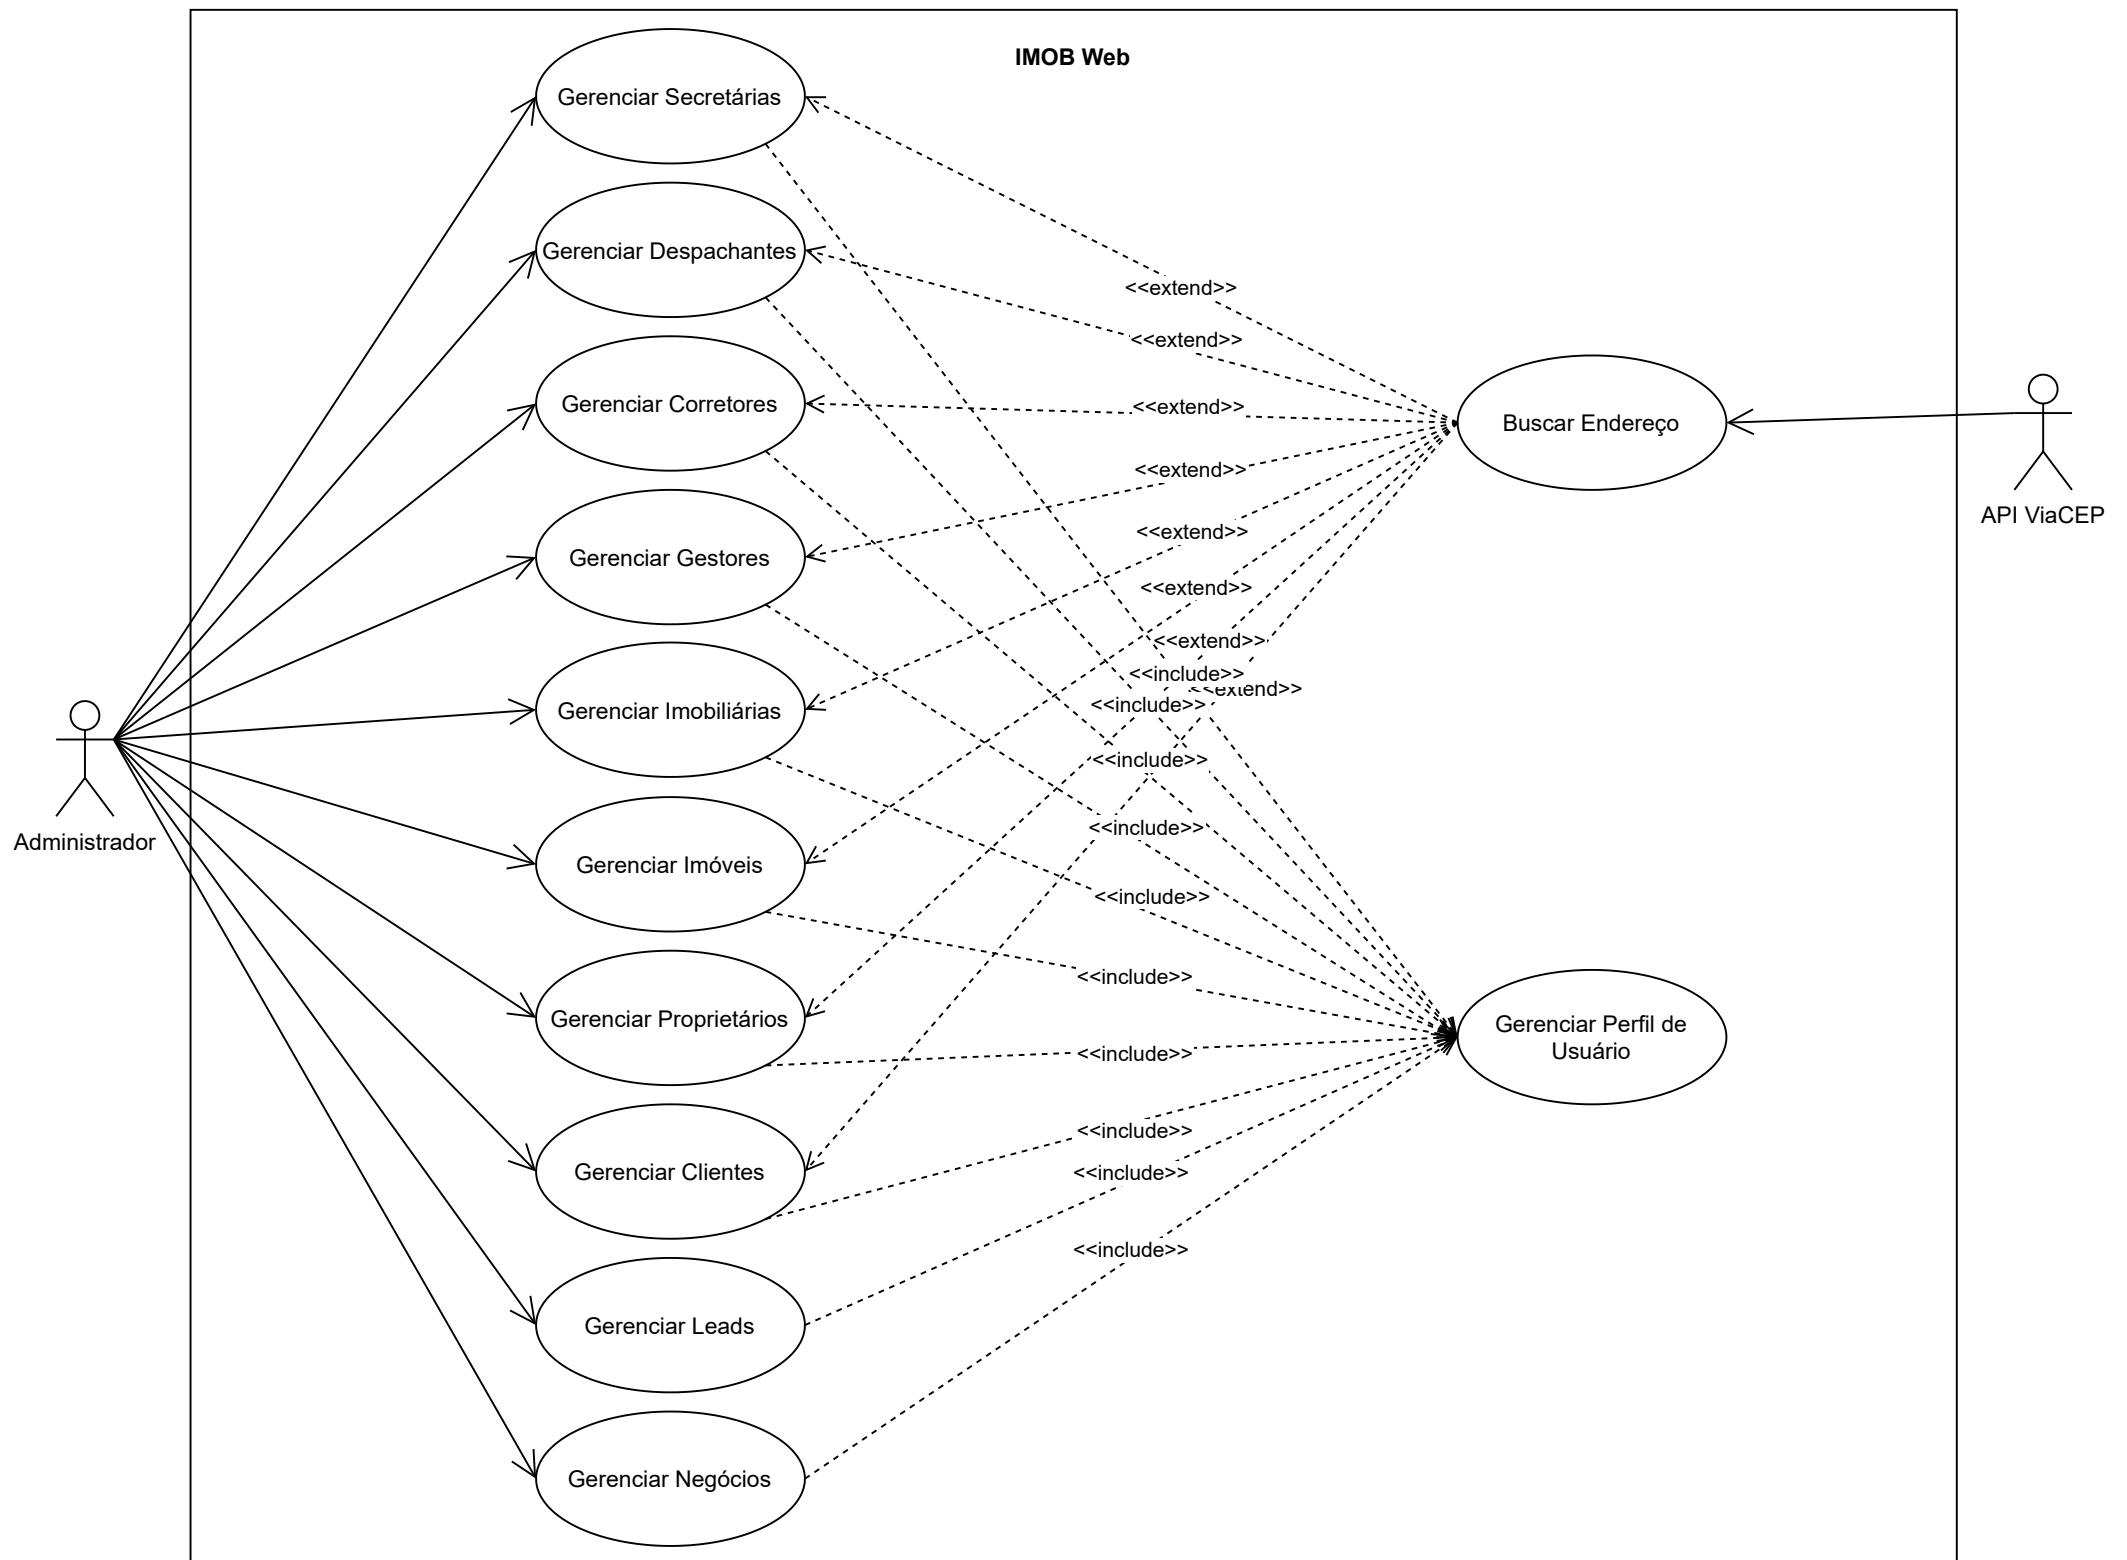 IMOB Web
Gerenciar Secretárias
Gerenciar Despachantes
<<extend>>
<<extend>>
Gerenciar Corretores
<<extend>>
Buscar Endereço
<<extend>>
API ViaCEP
<<extend>>
Gerenciar Gestores
<<extend>>
<<extend>>
<<include>>
<<extend>>
<<include>>
Gerenciar Imobiliárias
<<include>>
<<include>>
Administrador
Gerenciar Imóveis
<<include>>
<<include>>
Gerenciar Proprietários
Gerenciar Perfil de
Usuário
<<include>>
<<include>>
Gerenciar Clientes
<<include>>
<<include>>
Gerenciar Leads
Gerenciar Negócios